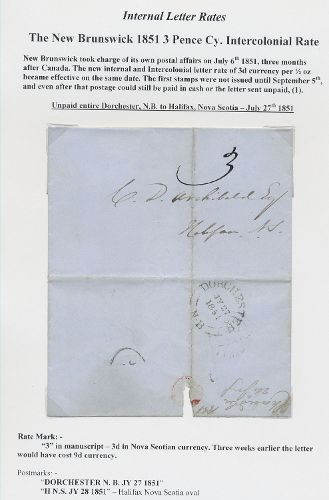 Internal Letter Rates
The New Brunswick 1851 3 Pence Cy. Intercolonial Rate
New Brunswick took charge of its own postal affairs on July 6th 1851, three months
after Canada. The new internal and Intercolonial letter rate of 3d currency per ½ oz
became effective on the same date. The first stamps were not issued until September 5th,
and even after that postage could still be paid in cash or the letter sent unpaid, (1).
Unpaid entire Dorchester, N.B. to Halifax, Nova Scotia – July 27th 1851
3
C. D. Archibald Esq
Halifax N.S.
DORCHESTER
JY 27
1851
N.B.
Rate Mark: -
"3" in manuscript – 3d in Nova Scotian currency. Three weeks earlier the letter
would have cost 9d currency.
Postmarks: -
"DORCHESTER N. B. JY 27 1851"
"H N.S. JY 28 1851" – Halifax Nova Scotia oval